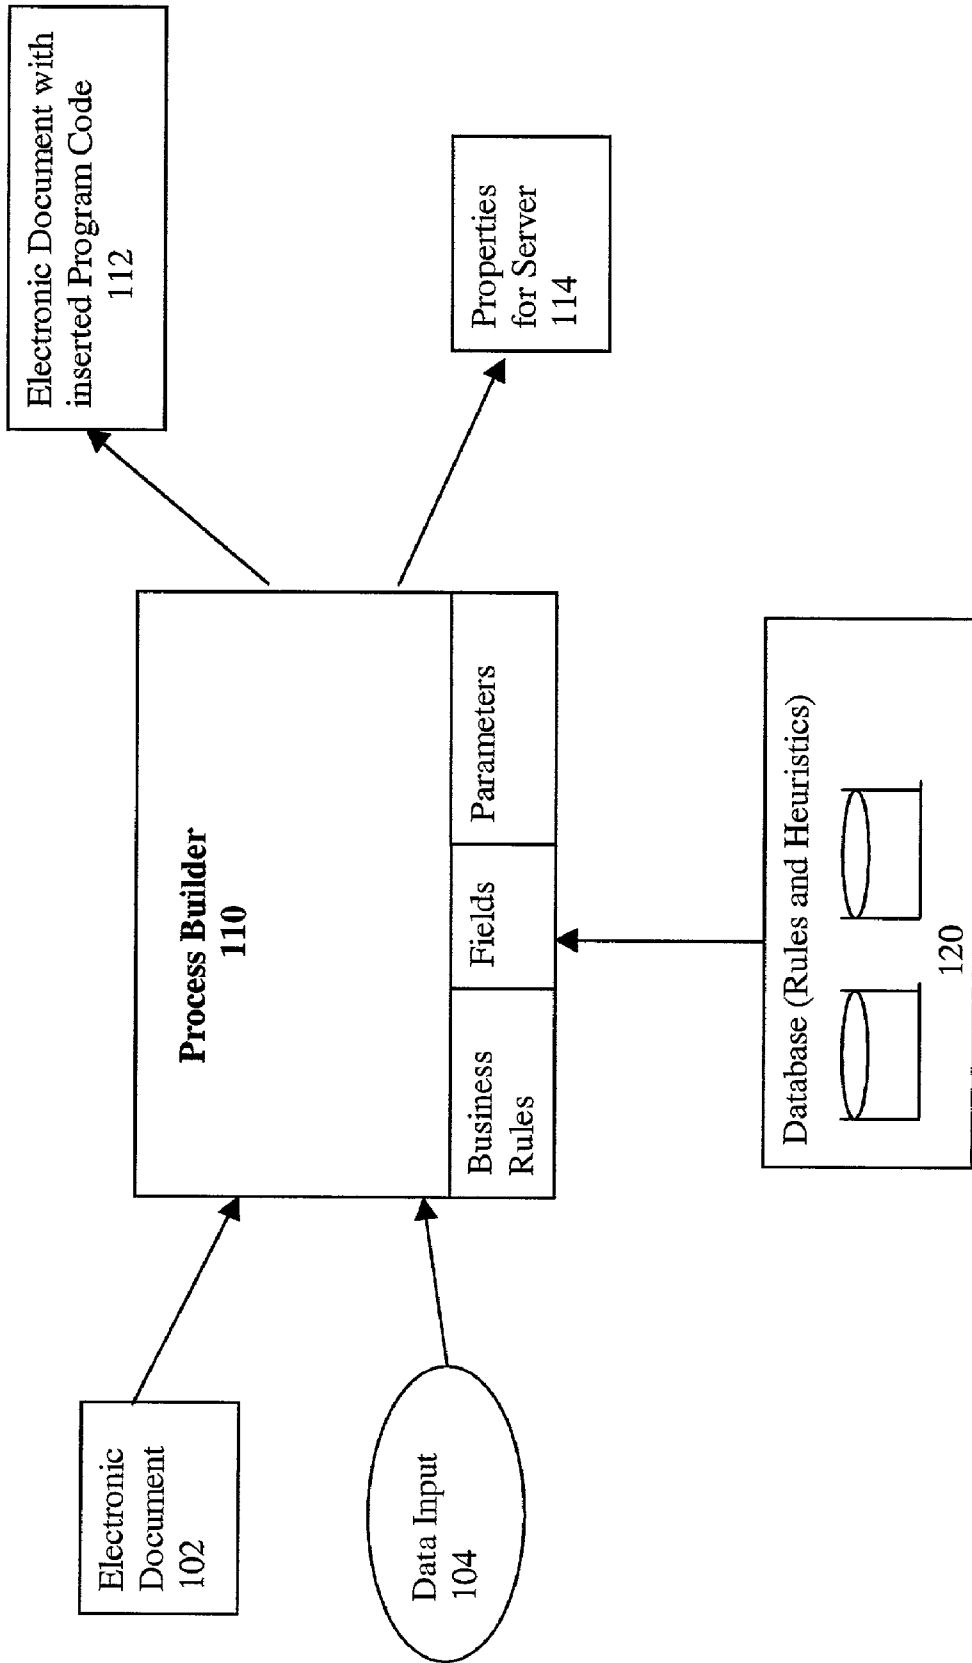 Electronic
Document
102
Data Input
104
Process Builder
110
Business
Rules
Fields
Parameters
Electronic Document with
inserted Program Code
112
Properties
for Server
114
Database (Rules and Heuristics)
120